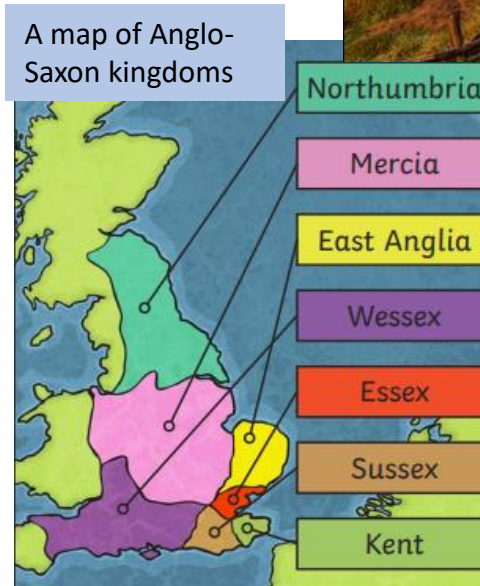 A map of Anglo-
Saxon kingdoms
Northumbria
Mercia
East Anglia
Wessex
Essex
Sussex
Kent